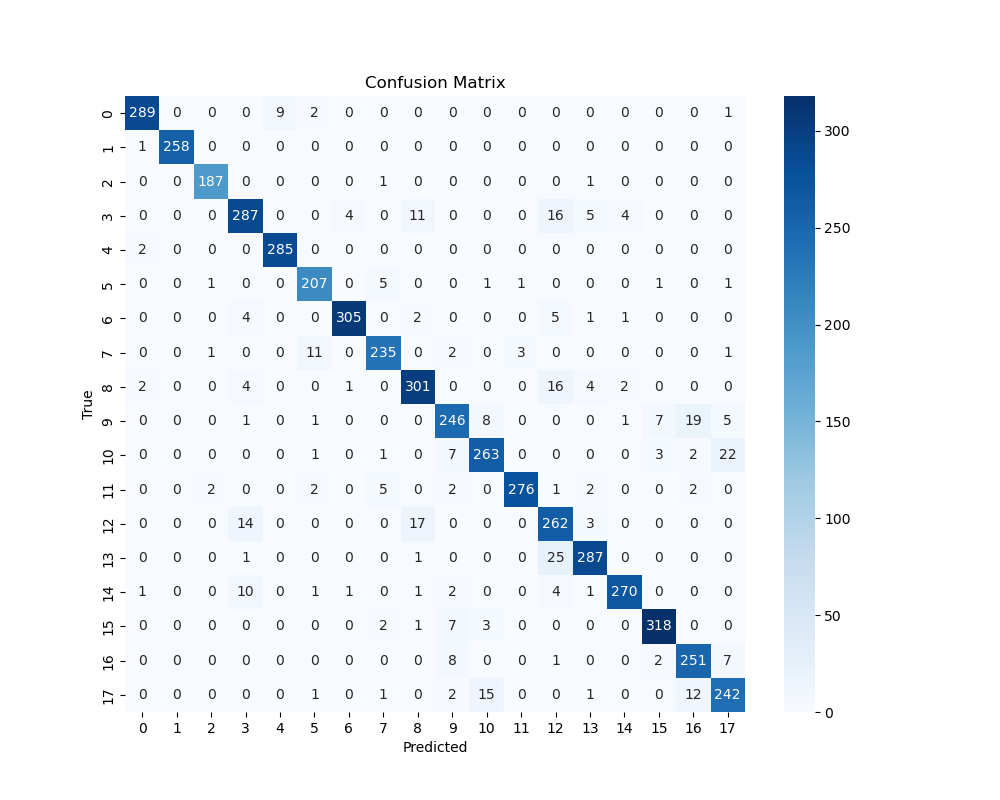 Confusion Matrix
0 289 0 0 0 9 2 0 0 0 0 0 0 0 0 0 0 0 1
1 1 258 0 0 0 0 0 0 0 0 0 0 0 0 0 0 0 0
2 0 0 187 0 0 0 0 1 0 0 0 0 0 1 0 0 0 0
3 0 0 0 287 0 0 4 0 11 0 0 0 16 5 4 0 0 0
4 2 0 0 0 285 0 0 0 0 0 0 0 0 0 0 0 0 0
5 0 0 1 0 0 207 0 5 0 0 1 1 0 0 0 1 0 1
6 0 0 0 4 0 0 305 0 2 0 0 0 5 1 1 0 0 0
7 0 0 1 0 0 11 0 235 0 2 0 3 0 0 0 0 0 1
8 2 0 0 4 0 0 1 0 301 0 0 0 16 4 2 0 0 0
9 0 0 0 1 0 1 0 0 0 246 8 0 0 0 1 7 19 5
10 0 0 0 0 0 1 0 1 0 7 263 0 0 0 0 3 2 22
11 0 0 2 0 0 2 0 5 0 2 0 276 1 2 0 0 2 0
12 0 0 0 14 0 0 0 0 17 0 0 0 262 3 0 0 0 0
13 0 0 0 1 0 0 0 0 1 0 0 0 25 287 0 0 0 0
14 1 0 0 10 0 1 1 0 1 2 0 0 4 1 270 0 0 0
15 0 0 0 0 0 0 0 2 1 7 3 0 0 0 0 318 0 0
16 0 0 0 0 0 0 0 0 0 8 0 0 1 0 0 2 251 7
17 0 0 0 0 0 1 0 1 0 2 15 0 0 1 0 0 12 242
0 1 2 3 4 5 6 7 8 9 10 11 12 13 14 15 16 17
Predicted
True
300
250
200
150
100
50
0